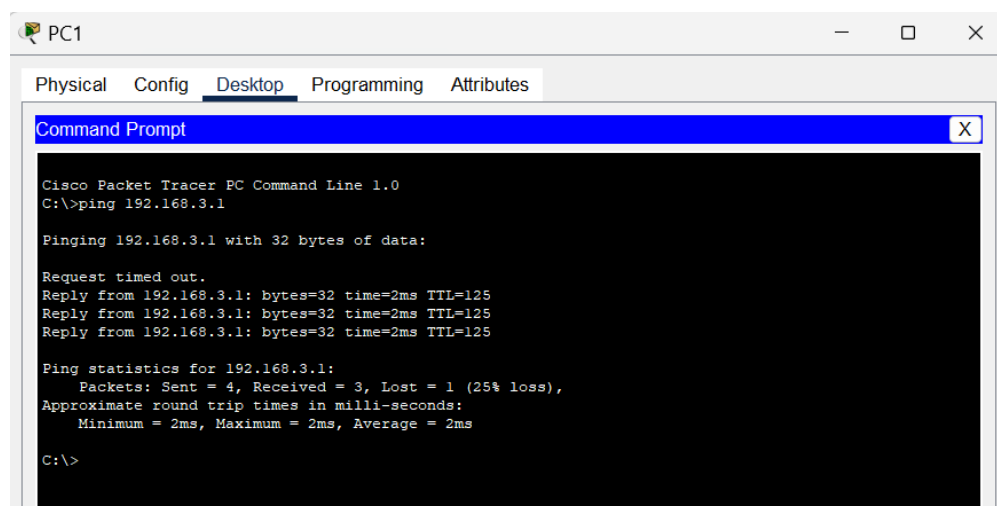 PC1
Physical Config Desktop Programming Attributes
Command Prompt X
Cisco Packet Tracer PC Command Line 1.0
C:\>ping 192.168.3.1
Pinging 192.168.3.1 with 32 bytes of data:
Request timed out.
Reply from 192.168.3.1: bytes=32 time=2ms TTL=125
Reply from 192.168.3.1: bytes=32 time=2ms TTL=125
Reply from 192.168.3.1: bytes=32 time=2ms TTL=125
Ping statistics for 192.168.3.1:
    Packets: Sent = 4, Received = 3, Lost = 1 (25% loss),
Approximate round trip times in milli-seconds:
    Minimum = 2ms, Maximum = 2ms, Average = 2ms
C:\>